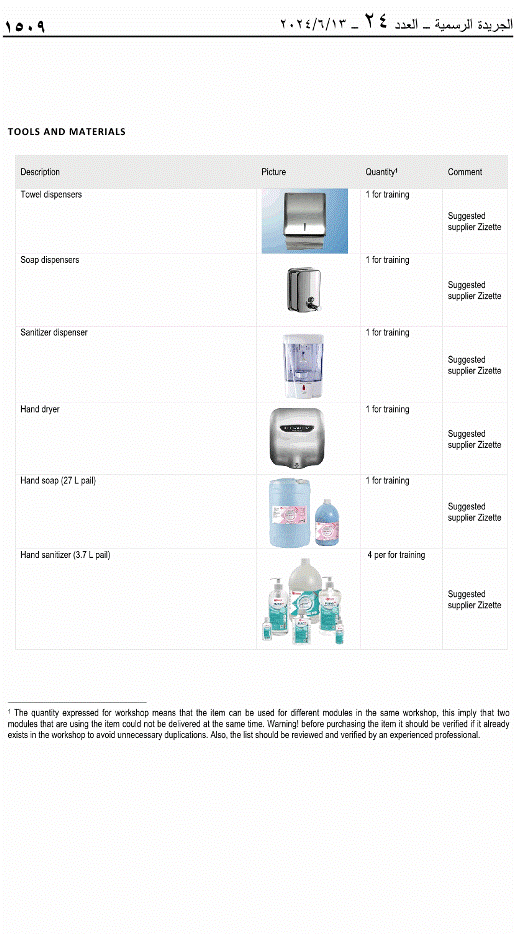 الجريدة الرسمية ــ العدد ٢٤ ــ ٢٠٢٤/٦/١٣
١٥٠٩
TOOLS AND MATERIALS
Description Picture Quantity¹ Comment
Towel dispensers 1 for training
Suggested
supplier Zizette
Soap dispensers 1 for training
Suggested
supplier Zizette
Sanitizer dispenser 1 for training
Suggested
supplier Zizette
Hand dryer 1 for training
Suggested
supplier Zizette
Hand soap (27 L pail) 1 for training
Suggested
supplier Zizette
Hand sanitizer (3.7 L pail) 4 per for training
Suggested
supplier Zizette
¹ The quantity expressed for workshop means that the item can be used for different modules in the same workshop, this imply that two
modules that are using the item could not be delivered at the same time. Warning! before purchasing the item it should be verified if it already
exists in the workshop to avoid unnecessary duplications. Also, the list should be reviewed and verified by an experienced professional.